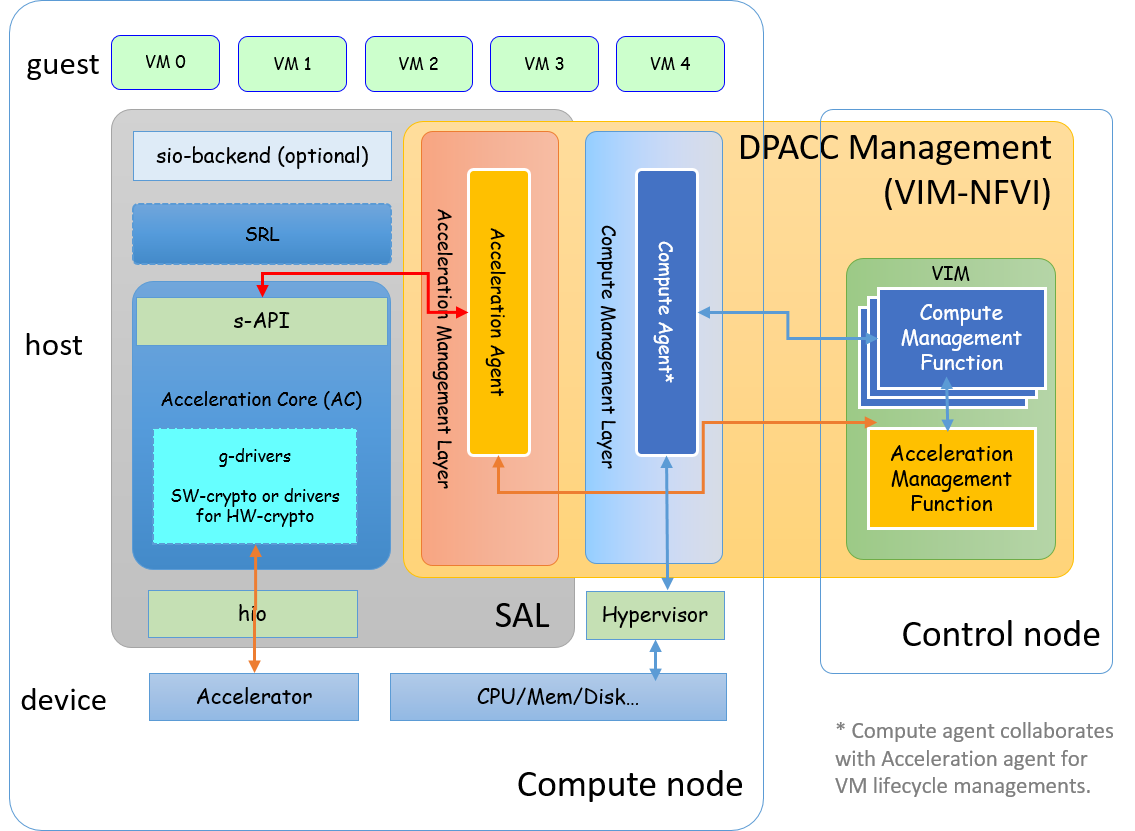 guest
VM 0
VM 1
VM 2
VM 3
VM 4
sio-backend (optional)
SRL
host
s-API
Acceleration Core (AC)
g-drivers
SW-crypto or drivers
for HW-crypto
hio
SAL
Acceleration Management Layer
Acceleration Agent
Compute Management Layer
Compute Agent*
DPACC Management
(VIM-NFVI)
VIM
Compute
Management
Function
Acceleration
Management
Function
Hypervisor
Control node
device
Accelerator
CPU/Mem/Disk...
Compute node
* Compute agent collaborates
with Acceleration agent for
VM lifecycle managements.